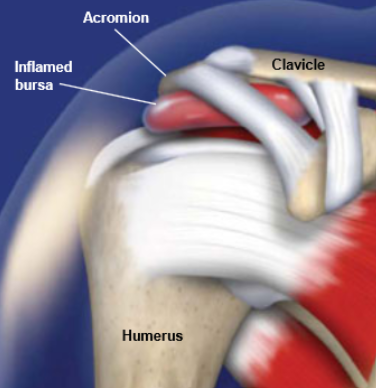 Acromion
Inflamed
bursa
Clavicle
Humerus